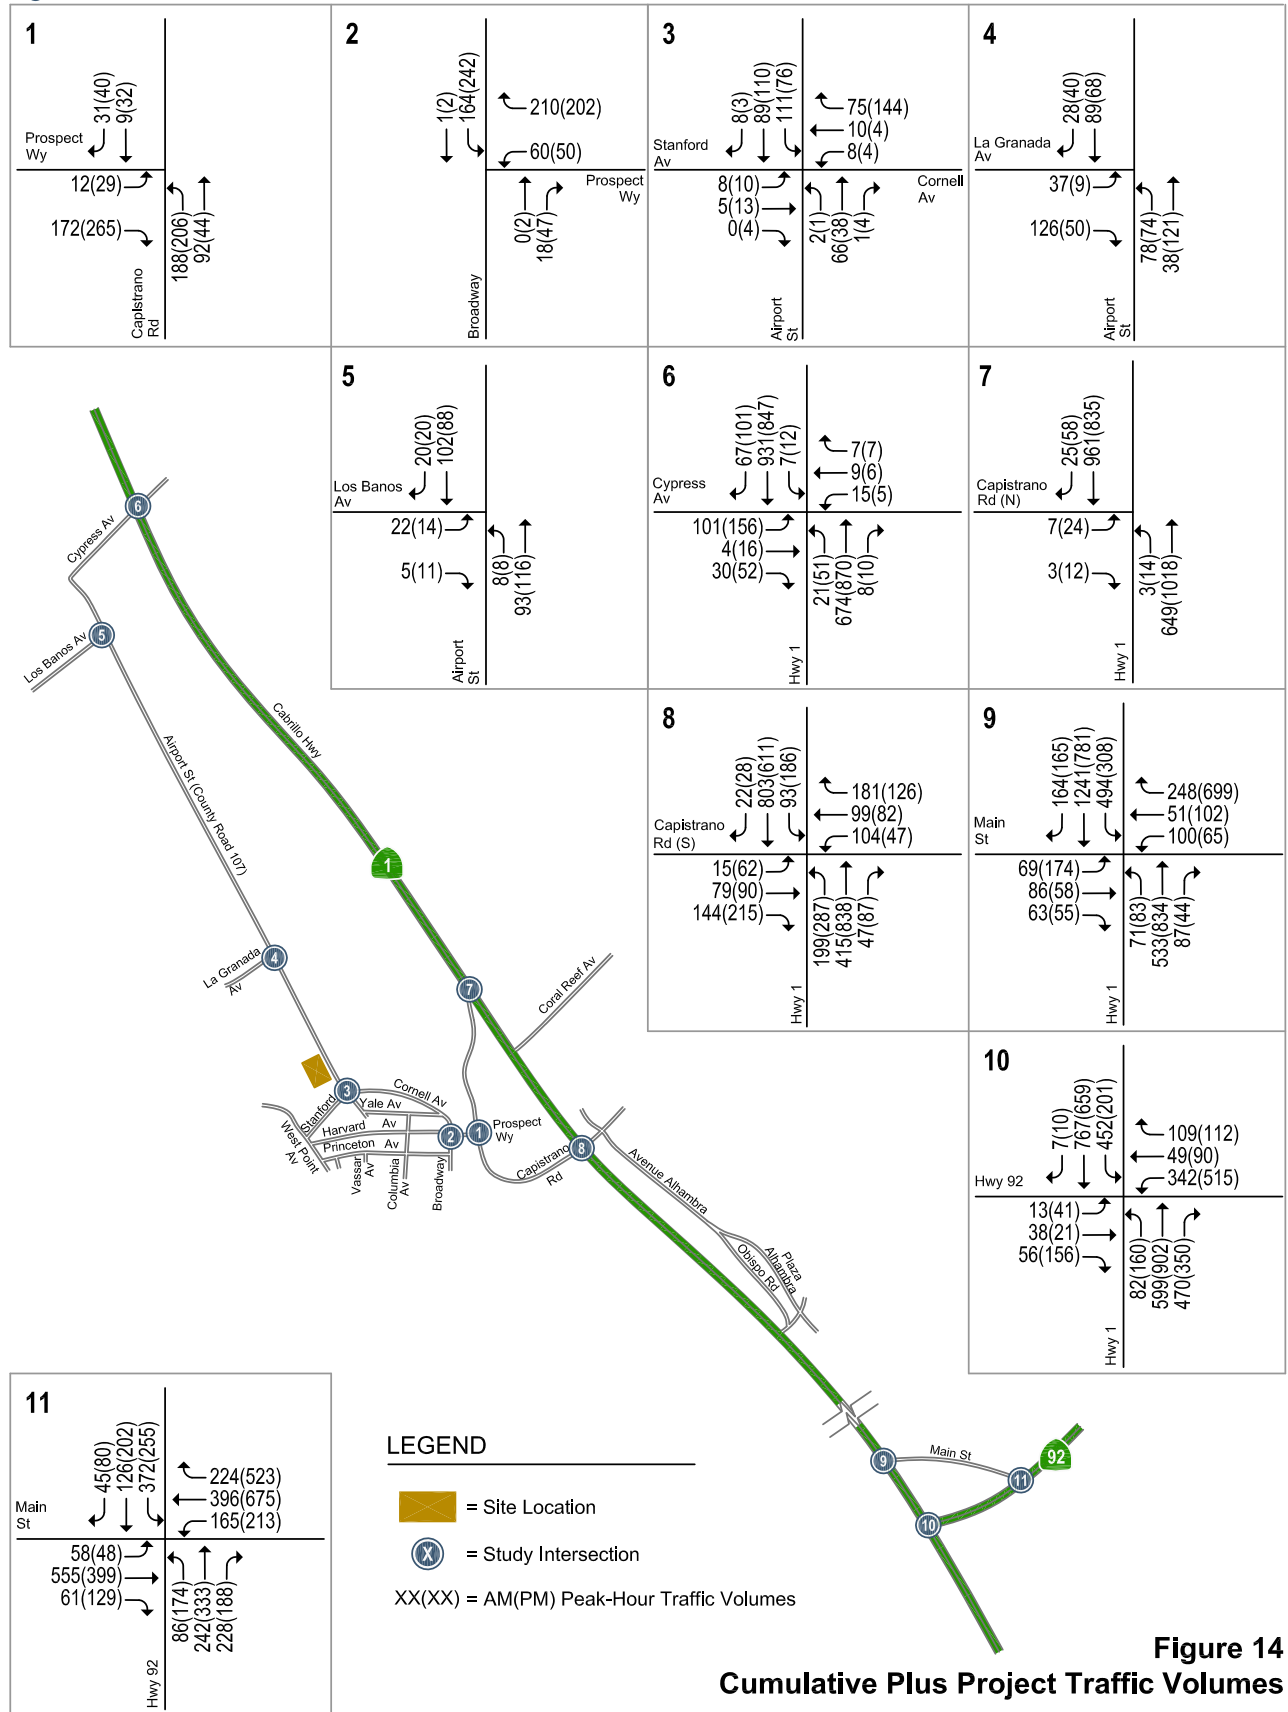 1
31(40)
9(32)
Prospect
Wy
12(29)
172(265)
188(206)
92(44)
Capistrano
Rd
2
1(2)
164(242)
210(202)
60(50)
Prospect
Wy
0(2)
18(47)
Broadway
3
8(3)
89(110)
111(76)
75(144)
10(4)
8(4)
Stanford
Av
8(10)
5(13)
0(4)
Cornell
Av
2(1)
66(38)
1(4)
Airport
St
4
28(40)
89(68)
La Granada
Av
37(9)
126(50)
78(74)
38(121)
Airport
St
5
20(20)
102(88)
Los Banos
Av
22(14)
5(11)
8(8)
93(116)
Airport
St
6
67(101)
931(847)
7(12)
7(7)
9(6)
15(5)
Cypress
Av
101(156)
4(16)
30(52)
21(51)
674(870)
8(10)
Hwy 1
7
25(58)
961(835)
Capistrano
Rd (N)
7(24)
3(12)
3(14)
649(1018)
Hwy 1
8
22(28)
803(611)
93(186)
181(126)
99(82)
104(47)
Capistrano
Rd (S)
15(62)
79(90)
144(215)
199(287)
415(838)
47(87)
Hwy 1
9
164(165)
1241(781)
494(308)
248(699)
51(102)
100(65)
Main
St
69(174)
86(58)
63(55)
71(83)
533(834)
87(44)
Hwy 1
10
7(10)
767(659)
452(201)
109(112)
49(90)
342(515)
Hwy 92
13(41)
38(21)
56(156)
82(160)
599(902)
470(350)
Hwy 1
11
45(80)
126(202)
372(255)
224(523)
396(675)
165(213)
Main
St
58(48)
555(399)
61(129)
86(174)
242(333)
228(188)
Hwy 92
6
Cypress Av
5
Los Banos Av
Cabrillo Hwy
Airport St (County Road 107)
1
4
La Granada
Av
7
Coral Reef Av
3
Cornell Av
Stanford
Yale Av
Harvard Av
Princeton Av
West Point
Av
Vassar
Av
Columbia
Av
Broadway
2
1
Prospect
Wy
8
Capistrano
Rd
Avenue Alhambra
Obispo Rd
Plaza
Alhambra
9
Main St
11
92
10
LEGEND
= Site Location
X = Study Intersection
XX(XX) = AM(PM) Peak-Hour Traffic Volumes
Figure 14
Cumulative Plus Project Traffic Volumes